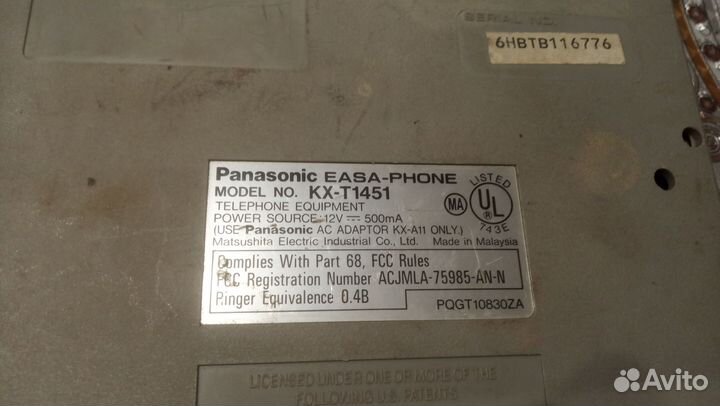 SERIAL NO.
6HBTB116776
Panasonic EASA-PHONE
MODEL NO. KX-T1451
TELEPHONE EQUIPMENT
POWER SOURCE:12V ⎓ 500mA
(USE Panasonic AC ADAPTOR KX-A11 ONLY.)
Matsushita Electric Industrial Co., Ltd. Made in Malaysia
MA
LISTED
UL
®
743E
Complies With Part 68, FCC Rules
FCC Registration Number ACJMLA-75985-AN-N
Ringer Equivalence 0.4B
PQGT10830ZA
LICENSED UNDER ONE OR MORE OF THE
FOLLOWING U.S. PATENTS
Avito